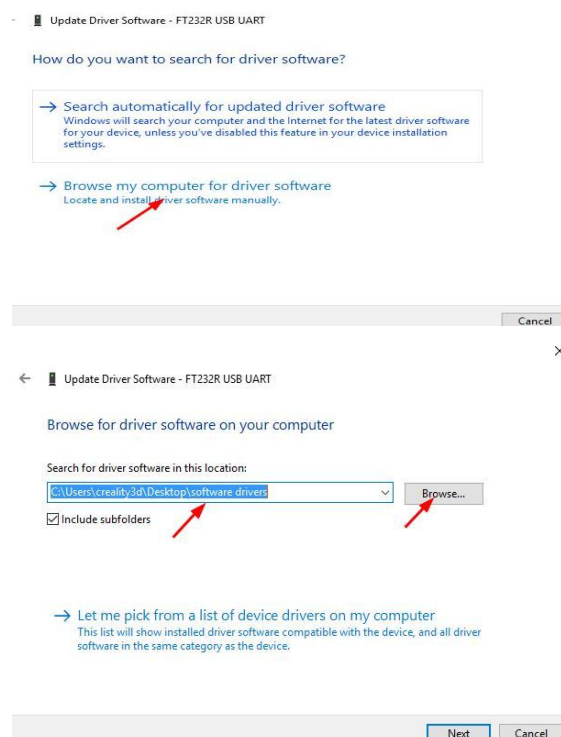 Update Driver Software - FT232R USB UART
How do you want to search for driver software?
Search automatically for updated driver software
Windows will search your computer and the Internet for the latest driver software
for your device, unless you've disabled this feature in your device installation
settings.
Browse my computer for driver software
Locate and install driver software manually.
Cancel
Update Driver Software - FT232R USB UART
Browse for driver software on your computer
Search for driver software in this location:
C:\Users\creality3d\Desktop\software drivers
Browse...
Include subfolders
Let me pick from a list of device drivers on my computer
This list will show installed driver software compatible with the device, and all driver
software in the same category as the device.
Next Cancel